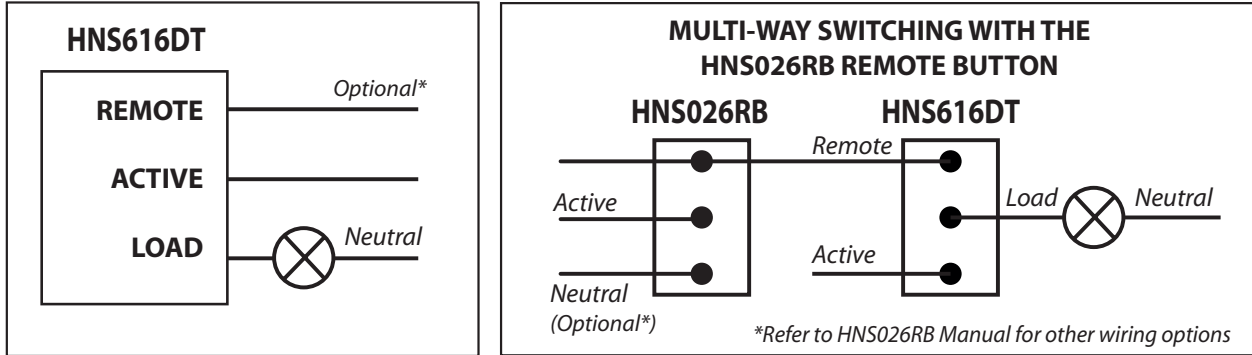 HNS616DT
REMOTE
Optional*
ACTIVE
LOAD
Neutral
MULTI-WAY SWITCHING WITH THE
HNS026RB REMOTE BUTTON
HNS026RB
HNS616DT
Remote
Active
Load
Neutral
Active
Neutral
(Optional*)
*Refer to HNS026RB Manual for other wiring options